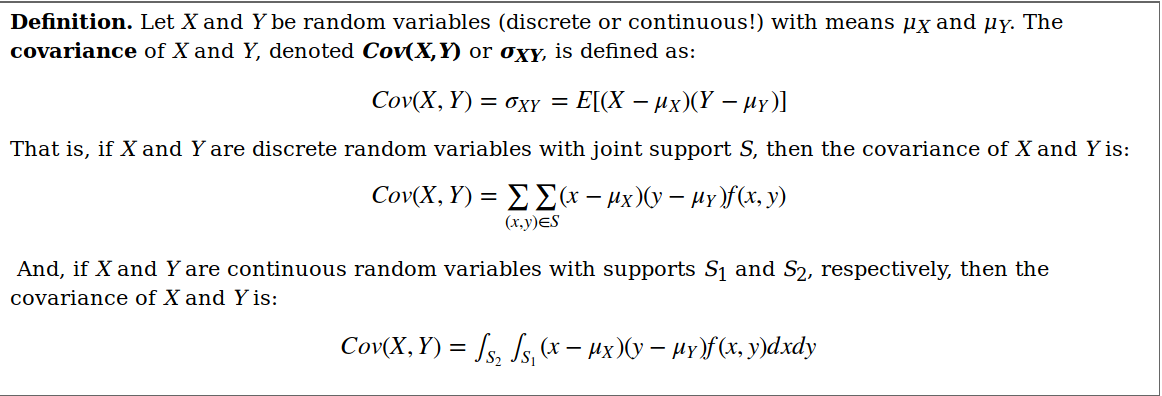 Definition. Let X and Y be random variables (discrete or continuous!) with means μX and μY. The
covariance of X and Y, denoted Cov(X,Y) or σXY, is defined as:
Cov(X, Y) = σXY = E[(X − μX)(Y − μY)]
That is, if X and Y are discrete random variables with joint support S, then the covariance of X and Y is:
Cov(X, Y) = ∑ ∑(x − μX)(y − μY)f(x, y)
(x,y)∈S
And, if X and Y are continuous random variables with supports S1 and S2, respectively, then the
covariance of X and Y is:
Cov(X, Y) = ∫S2 ∫S1 (x − μX)(y − μY)f(x, y)dxdy